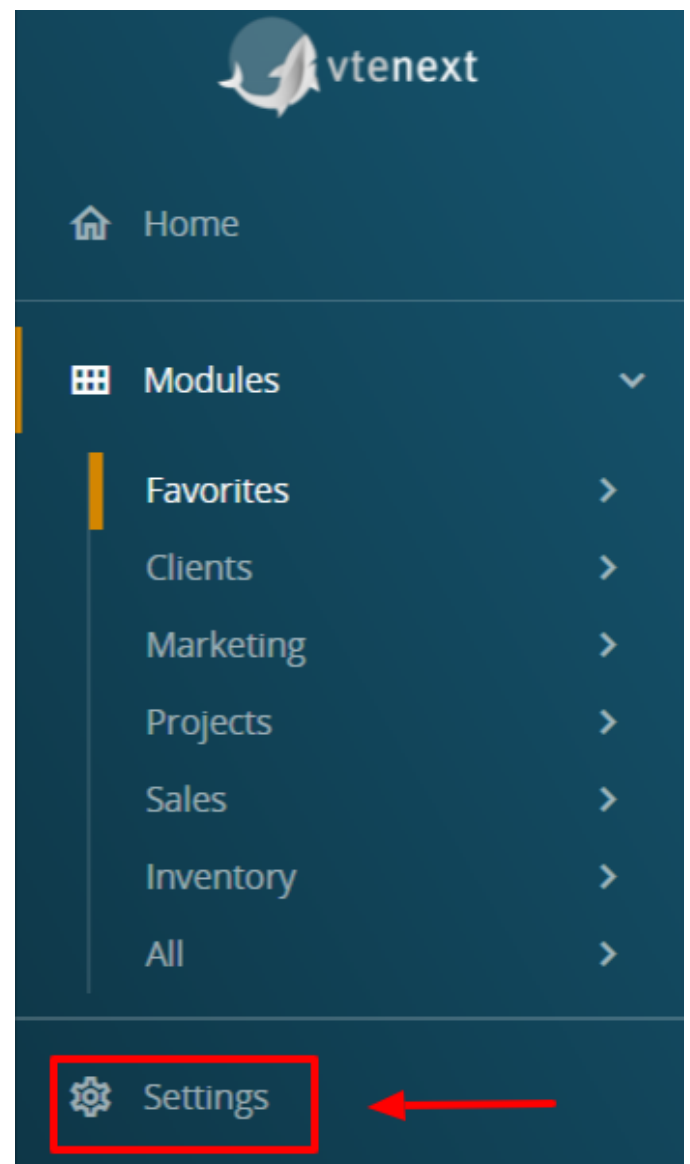 vtenext
Home
Modules
Favorites
Clients
Marketing
Projects
Sales
Inventory
All
Settings